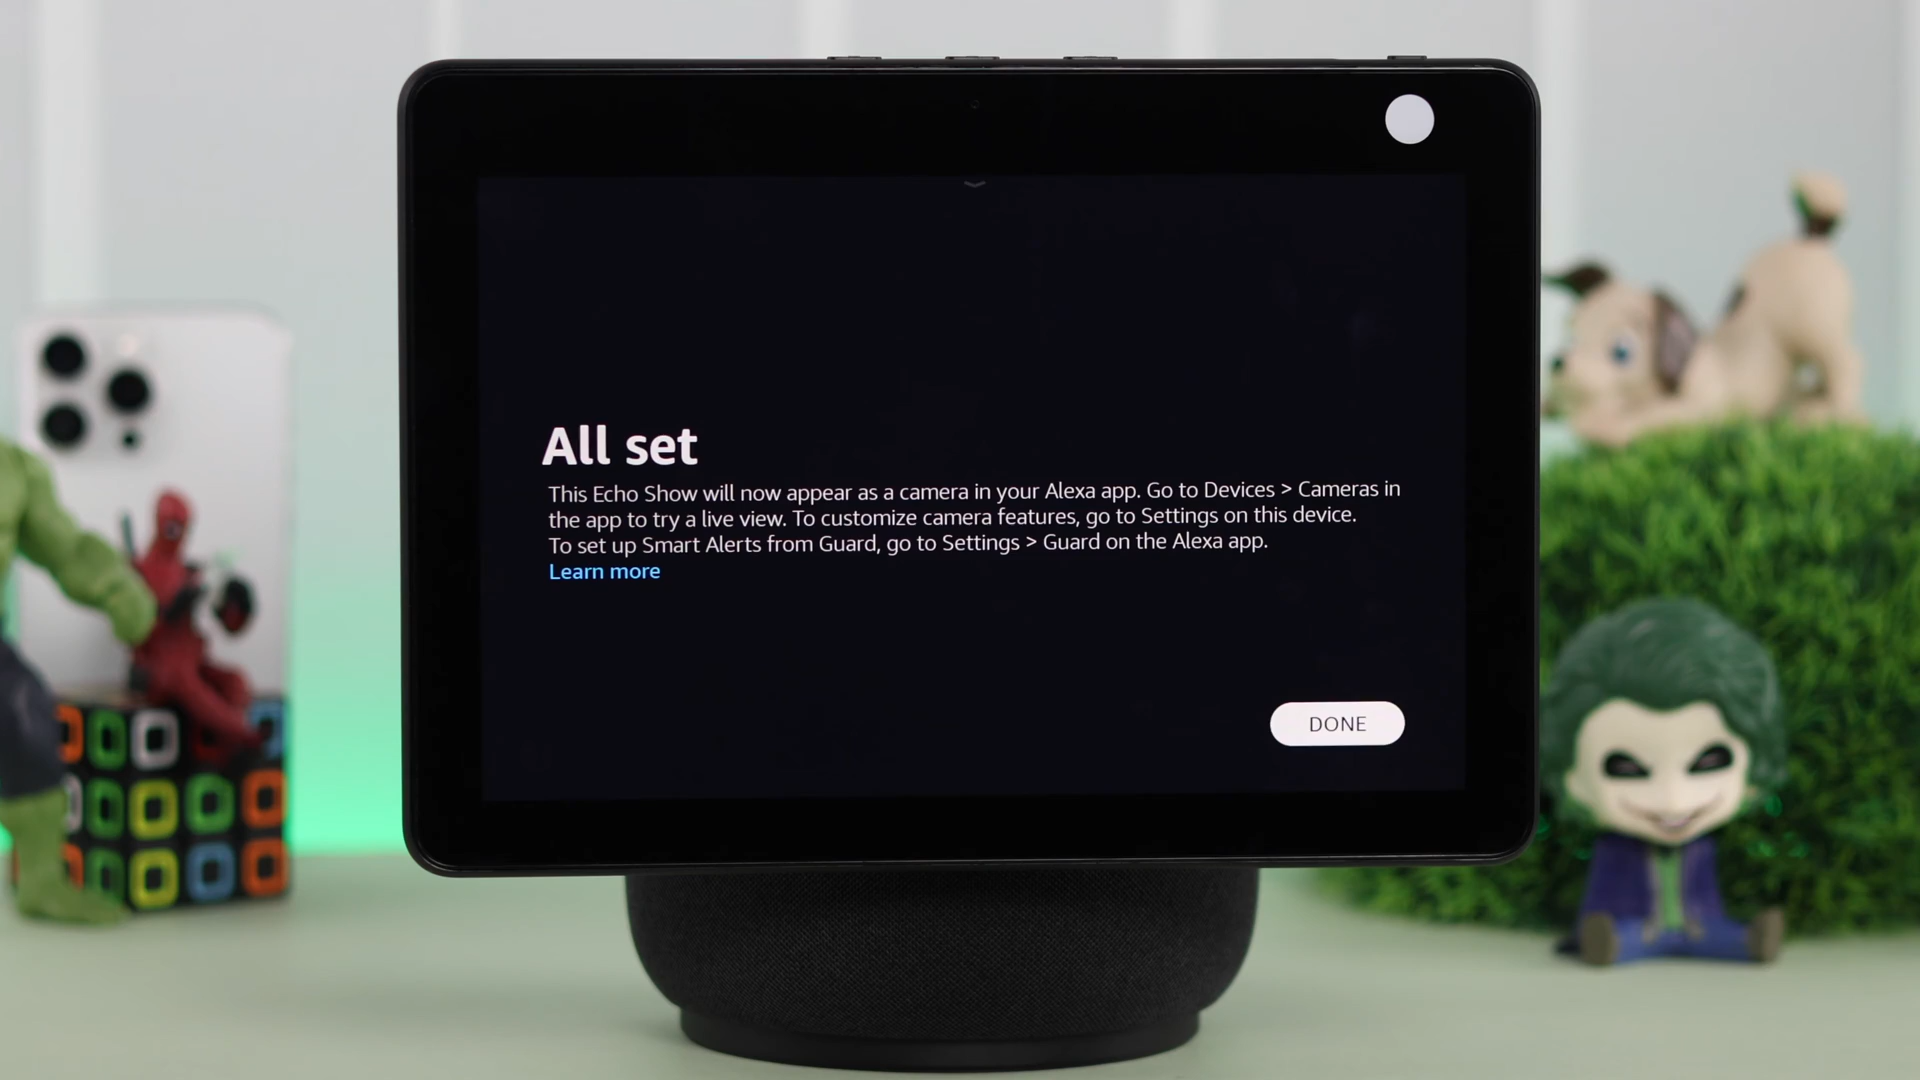 All set
This Echo Show will now appear as a camera in your Alexa app. Go to Devices > Cameras in
the app to try a live view. To customize camera features, go to Settings on this device.
To set up Smart Alerts from Guard, go to Settings > Guard on the Alexa app.
Learn more
DONE